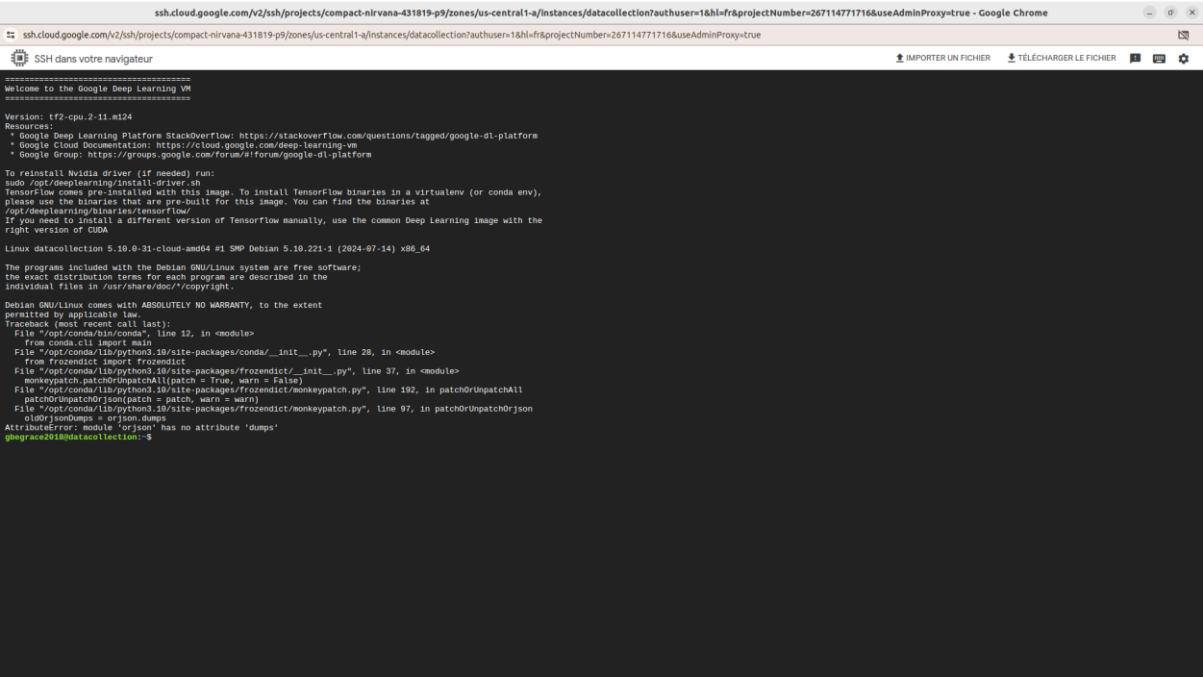 ssh.cloud.google.com/v2/ssh/projects/compact-nirvana-431819-p9/zones/us-central1-a/instances/datacollection?authuser=1&hl=fr&projectNumber=267114771716&useAdminProxy=true - Google Chrome
ssh.cloud.google.com/v2/ssh/projects/compact-nirvana-431819-p9/zones/us-central1-a/instances/datacollection?authuser=1&hl=fr&projectNumber=267114771716&useAdminProxy=true
SSH dans votre navigateur
IMPORTER UN FICHIER
TÉLÉCHARGER LE FICHIER
======================================
Welcome to the Google Deep Learning VM
======================================
Version: tf2-cpu.2-11.m124
Resources:
* Google Deep Learning Platform StackOverflow: https://stackoverflow.com/questions/tagged/google-dl-platform
* Google Cloud Documentation: https://cloud.google.com/deep-learning-vm
* Google Group: https://groups.google.com/forum/#!forum/google-dl-platform
To reinstall Nvidia driver (if needed) run:
sudo /opt/deeplearning/install-driver.sh
TensorFlow comes pre-installed with this image. To install TensorFlow binaries in a virtualenv (or conda env),
please use the binaries that are pre-built for this image. You can find the binaries at
/opt/deeplearning/binaries/tensorflow/
If you need to install a different version of Tensorflow manually, use the common Deep Learning image with the
right version of CUDA
Linux datacollection 5.10.0-31-cloud-amd64 #1 SMP Debian 5.10.221-1 (2024-07-14) x86_64
The programs included with the Debian GNU/Linux system are free software;
the exact distribution terms for each program are described in the
individual files in /usr/share/doc/*/copyright.
Debian GNU/Linux comes with ABSOLUTELY NO WARRANTY, to the extent
permitted by applicable law.
Traceback (most recent call last):
File "/opt/conda/bin/conda", line 12, in <module>
from conda.cli import main
File "/opt/conda/lib/python3.10/site-packages/conda/__init__.py", line 28, in <module>
from frozendict import frozendict
File "/opt/conda/lib/python3.10/site-packages/frozendict/__init__.py", line 37, in <module>
monkeypatch.patchOrUnpatchAll(patch = True, warn = False)
File "/opt/conda/lib/python3.10/site-packages/frozendict/monkeypatch.py", line 192, in patchOrUnpatchAll
patchOrUnpatchOrjson(patch = patch, warn = warn)
File "/opt/conda/lib/python3.10/site-packages/frozendict/monkeypatch.py", line 97, in patchOrUnpatchOrjson
oldOrjsonDumps = orjson.dumps
AttributeError: module 'orjson' has no attribute 'dumps'
gbegrace2018@datacollection:~$